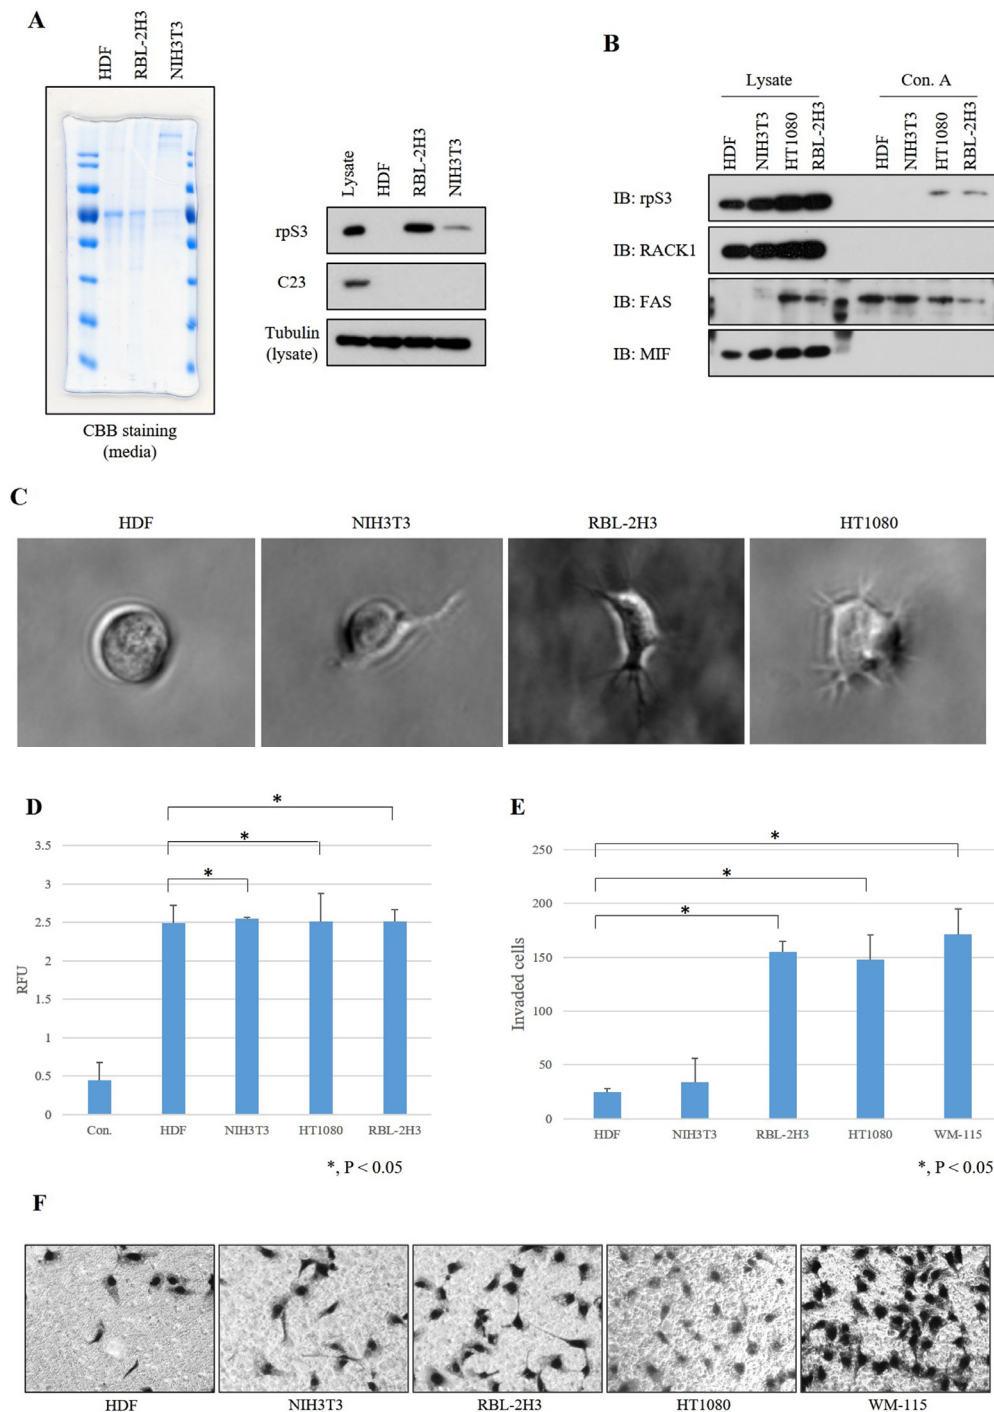 A
HDF
RBL-2H3
NIH3T3
CBB staining
(media)
Lysate
HDF
RBL-2H3
NIH3T3
rpS3
C23
Tubulin
(lysate)
B
Lysate
Con. A
HDF
NIH3T3
HT1080
RBL-2H3
HDF
NIH3T3
HT1080
RBL-2H3
IB: rpS3
IB: RACK1
IB: FAS
IB: MIF
C
HDF
NIH3T3
RBL-2H3
HT1080
D
*
*
*
3.5
3
2.5
2
1.5
1
0.5
0
RFU
Con.
HDF
NIH3T3
HT1080
RBL-2H3
*, P < 0.05
E
*
*
*
250
200
150
100
50
0
Invaded cells
HDF
NIH3T3
RBL-2H3
HT1080
WM-115
*, P < 0.05
F
HDF
NIH3T3
RBL-2H3
HT1080
WM-115